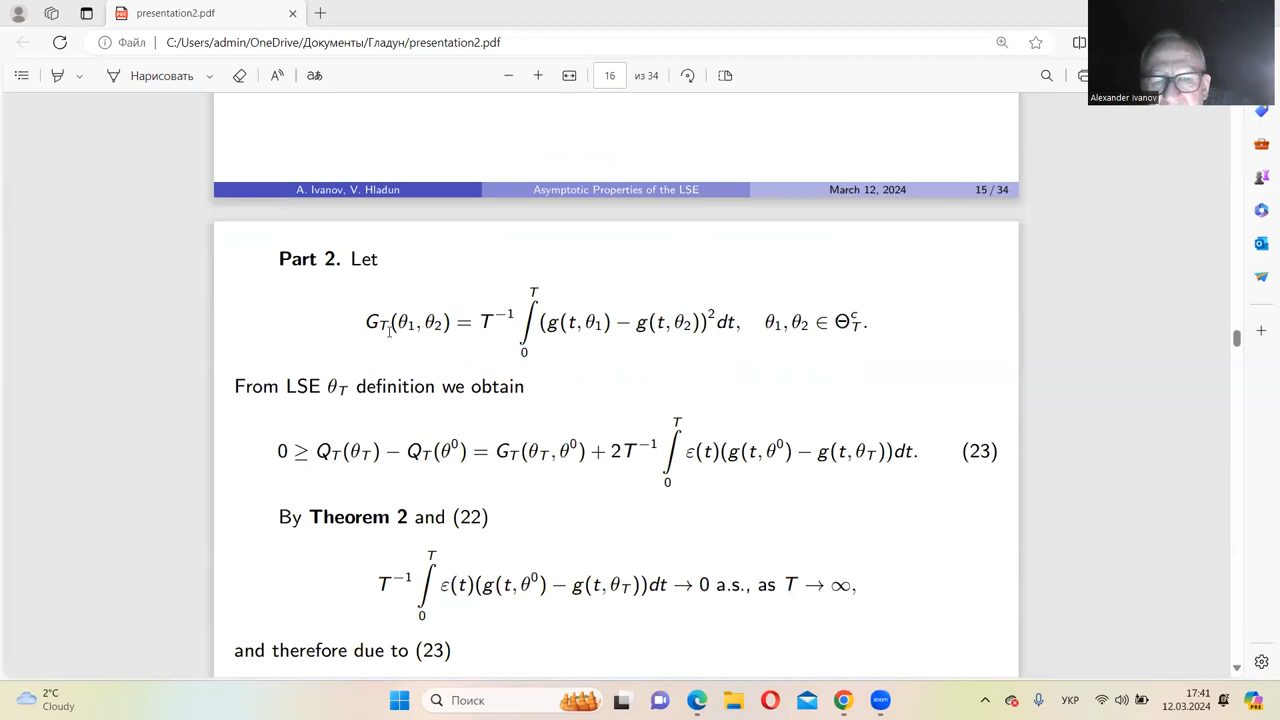 presentation2.pdf
Файл C:/Users/admin/OneDrive/Документы/Гладун/presentation2.pdf
Нарисовать 16 из 34
Alexander Ivanov
A. Ivanov, V. Hladun Asymptotic Properties of the LSE March 12, 2024 15 / 34
Part 2. Let
G_T(θ_1, θ_2) = T^{−1} ∫_0^T (g(t, θ_1) − g(t, θ_2))^2 dt, θ_1, θ_2 ∈ Θ_T^c.
From LSE θ_T definition we obtain
0 ≥ Q_T(θ_T) − Q_T(θ^0) = G_T(θ_T, θ^0) + 2T^{−1} ∫_0^T ε(t)(g(t, θ^0) − g(t, θ_T))dt. (23)
By Theorem 2 and (22)
T^{−1} ∫_0^T ε(t)(g(t, θ^0) − g(t, θ_T))dt → 0 a.s., as T → ∞,
and therefore due to (23)
2°C
Cloudy
Поиск
zoom
УКР
17:41
12.03.2024
PRE